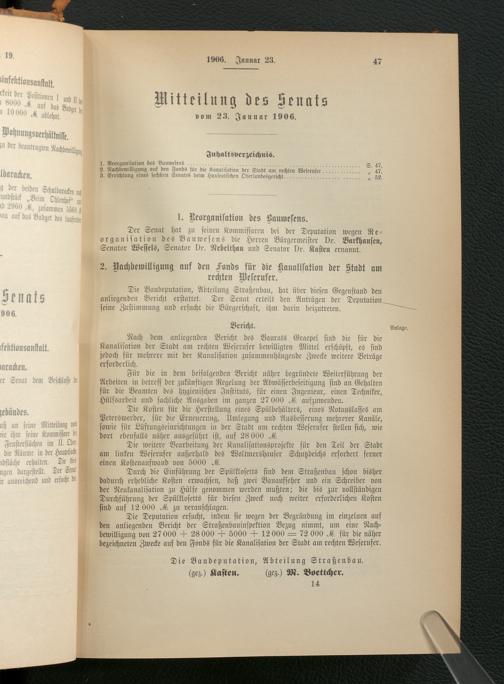 19.
1906. Januar 23.
47
Mitteilung des Senats
vom 23. Januar 1906.
Inhaltsverzeichnis.
1. Reorganisation des Bauwesens S. 47.
2. Nachbewilligung auf den Fonds für die Kanalisation der Stadt am rechten Weserufer „ 47.
3. Errichtung eines sechsten Senates beim Hanseatischen Oberlandesgericht „ 52.
1. Reorganisation des Bauwesens.
Der Senat hat zu seinen Kommissaren bei der Deputation wegen Re-
organisation des Bauwesens die Herren Bürgermeister Dr. Barkhausen,
Senator Wessels, Senator Dr. Nebelthau und Senator Dr. Kasten ernannt.
2. Nachbewilligung auf den Fonds für die Kanalisation der Stadt am
rechten Weserufer.
Die Baudeputation, Abteilung Straßenbau, hat über diesen Gegenstand den
anliegenden Bericht erstattet. Der Senat erteilt den Anträgen der Deputation
seine Zustimmung und ersucht die Bürgerschaft, ihm darin beizutreten.
Bericht.
Anlage.
Nach dem anliegenden Bericht des Baurats Graepel sind die für die
Kanalisation der Stadt am rechten Weserufer bewilligten Mittel erschöpft, es sind
jedoch für mehrere mit der Kanalisation zusammenhängende Zwecke weitere Beträge
erforderlich.
Für die in dem beifolgenden Bericht näher begründete Weiterführung der
Arbeiten in betreff der zukünftigen Regelung der Abwässerbeseitigung sind an Gehalten
für die Beamten des hygienischen Instituts, für einen Ingenieur, einen Techniker,
Hülfsarbeit und sachliche Ausgaben im ganzen 27 000 ℳ aufzuwenden.
Die Kosten für die Herstellung eines Spülbehälters, eines Notauslasses am
Peterswerder, für die Erneuerung, Umlegung und Ausbesserung mehrerer Kanäle,
sowie für Lüftungseinrichtungen in der Stadt am rechten Weserufer stellen sich, wie
dort ebenfalls näher ausgeführt ist, auf 28 000 ℳ
Die weitere Bearbeitung der Kanalisationsprojekte für den Teil der Stadt
am linken Weserufer außerhalb des Woltmershauser Schutzdeichs erfordert ferner
einen Kostenaufwand von 5000 ℳ
Durch die Einführung der Spülklosetts sind dem Straßenbau schon bisher
dadurch erhebliche Kosten erwachsen, daß zwei Bauaufseher und ein Schreiber von
der Neukanalisation zu Hülfe genommen werden mußten; die bis zur vollständigen
Durchführung der Spülklosetts für diesen Zweck noch weiter erforderlichen Kosten
sind auf 12 000 ℳ zu veranschlagen.
Die Deputation ersucht, indem sie wegen der Begründung im einzelnen auf
den anliegenden Bericht der Straßenbauinspektion Bezug nimmt, um eine Nach-
bewilligung von 27 000 + 28 000 + 5000 + 12 000 = 72 000 ℳ für die näher
bezeichneten Zwecke auf den Fonds für die Kanalisation der Stadt am rechten Weserufer.
Die Baudeputation, Abteilung Straßenbau.
(gez.) Kasten. (gez.) M. Boettcher.
14